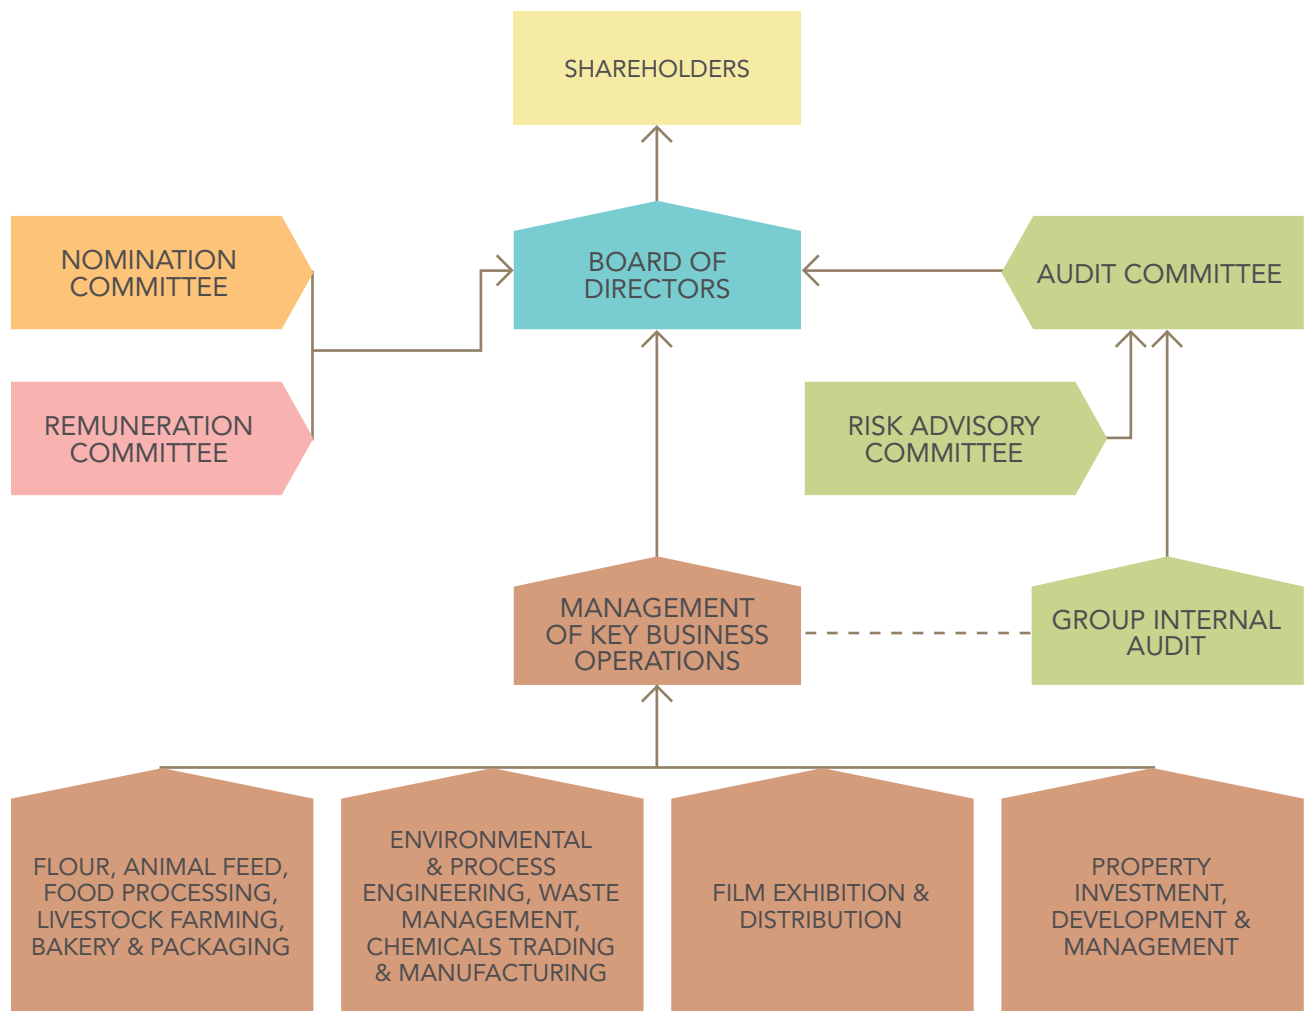 SHAREHOLDERS
NOMINATION
COMMITTEE
BOARD OF
DIRECTORS
AUDIT COMMITTEE
REMUNERATION
COMMITTEE
RISK ADVISORY
COMMITTEE
MANAGEMENT
OF KEY BUSINESS
OPERATIONS
GROUP INTERNAL
AUDIT
FLOUR, ANIMAL FEED,
FOOD PROCESSING,
LIVESTOCK FARMING,
BAKERY & PACKAGING
ENVIRONMENTAL
& PROCESS
ENGINEERING, WASTE
MANAGEMENT,
CHEMICALS TRADING
& MANUFACTURING
FILM EXHIBITION &
DISTRIBUTION
PROPERTY
INVESTMENT,
DEVELOPMENT &
MANAGEMENT